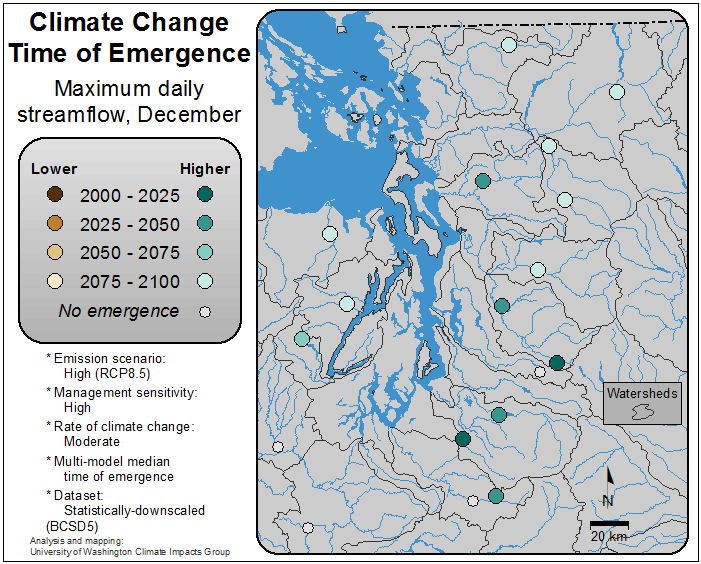 Climate Change
Time of Emergence
Maximum daily
streamflow, December
Lower Higher
2000 - 2025
2025 - 2050
2050 - 2075
2075 - 2100
No emergence
* Emission scenario:
High (RCP8.5)
* Management sensitivity:
High
* Rate of climate change:
Moderate
* Multi-model median
time of emergence
* Dataset:
Statistically-downscaled
(BCSD5)
Analysis and mapping:
University of Washington Climate Impacts Group
Watersheds
N
20 km